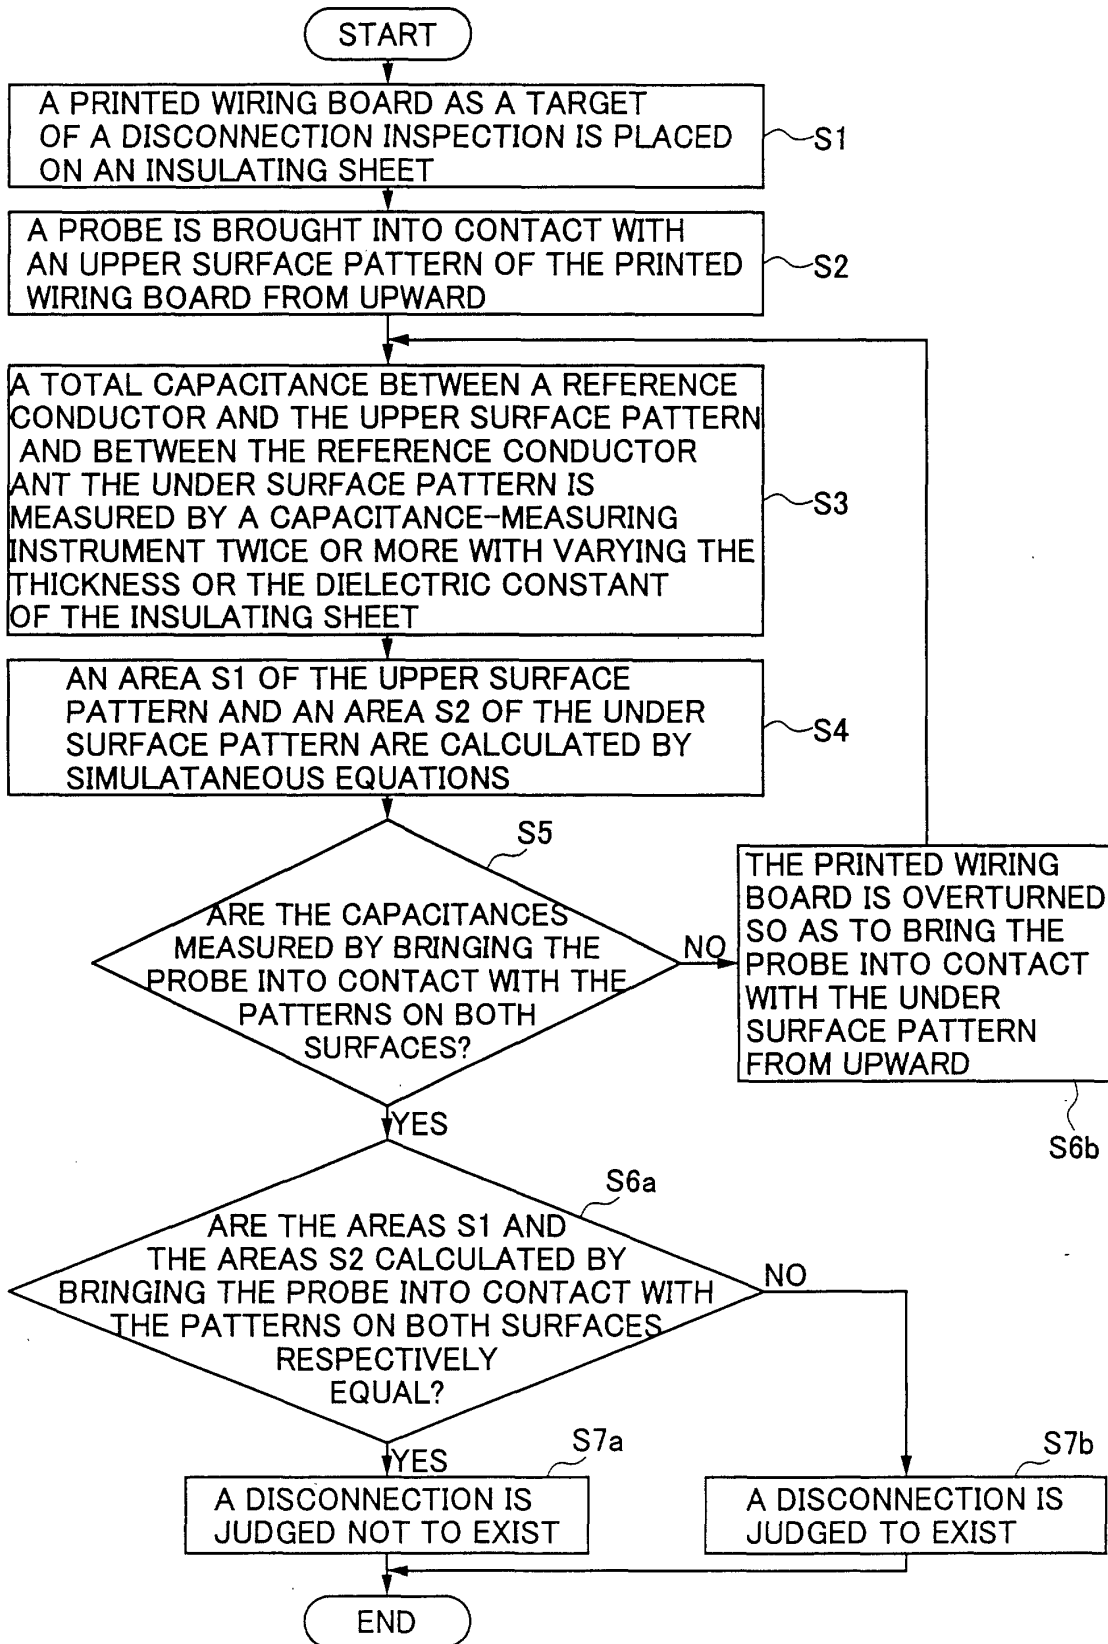 START
A PRINTED WIRING BOARD AS A TARGET
OF A DISCONNECTION INSPECTION IS PLACED
ON AN INSULATING SHEET
S1
A PROBE IS BROUGHT INTO CONTACT WITH
AN UPPER SURFACE PATTERN OF THE PRINTED
WIRING BOARD FROM UPWARD
S2
A TOTAL CAPACITANCE BETWEEN A REFERENCE
CONDUCTOR AND THE UPPER SURFACE PATTERN
AND BETWEEN THE REFERENCE CONDUCTOR
ANT THE UNDER SURFACE PATTERN IS
MEASURED BY A CAPACITANCE-MEASURING
INSTRUMENT TWICE OR MORE WITH VARYING THE
THICKNESS OR THE DIELECTRIC CONSTANT
OF THE INSULATING SHEET
S3
AN AREA S1 OF THE UPPER SURFACE
PATTERN AND AN AREA S2 OF THE UNDER
SURFACE PATTERN ARE CALCULATED BY
SIMULATANEOUS EQUATIONS
S4
S5
ARE THE CAPACITANCES
MEASURED BY BRINGING THE
PROBE INTO CONTACT WITH THE
PATTERNS ON BOTH
SURFACES?
NO
THE PRINTED WIRING
BOARD IS OVERTURNED
SO AS TO BRING THE
PROBE INTO CONTACT
WITH THE UNDER
SURFACE PATTERN
FROM UPWARD
S6b
YES
S6a
ARE THE AREAS S1 AND
THE AREAS S2 CALCULATED BY
BRINGING THE PROBE INTO CONTACT WITH
THE PATTERNS ON BOTH SURFACES
RESPECTIVELY
EQUAL?
NO
YES
S7a
A DISCONNECTION IS
JUDGED NOT TO EXIST
S7b
A DISCONNECTION IS
JUDGED TO EXIST
END